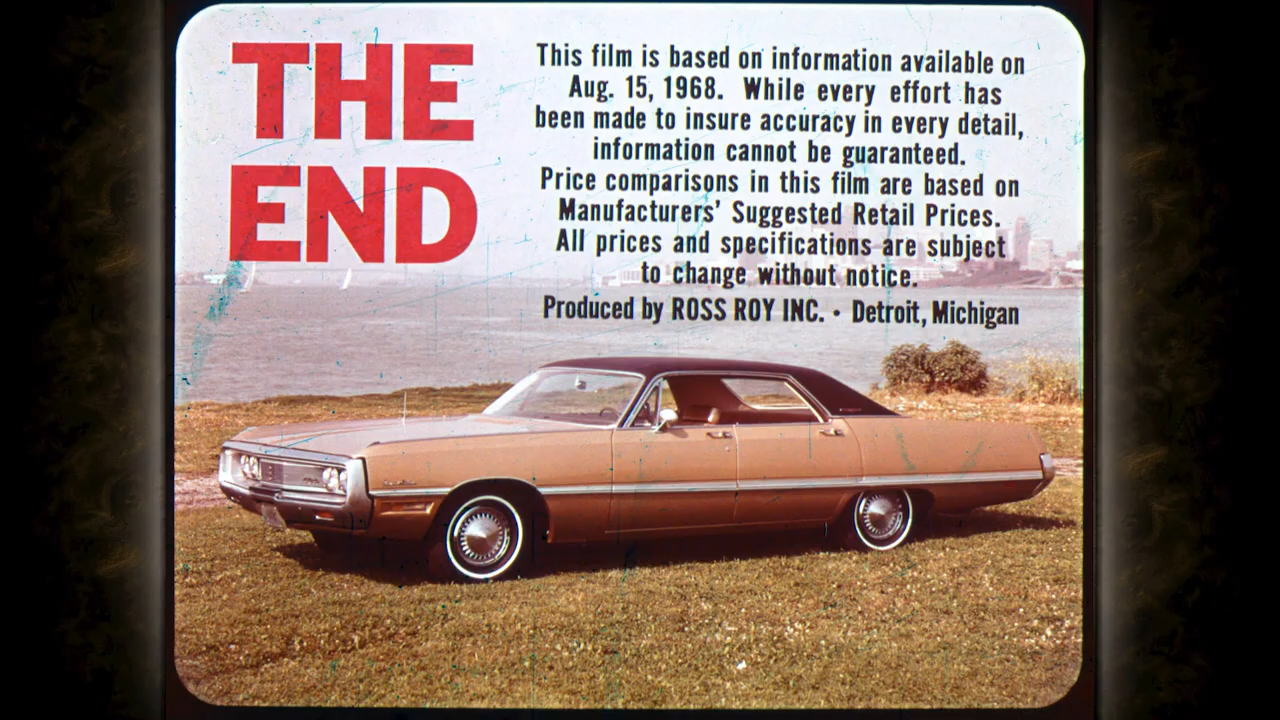 THE
END
This film is based on information available on
Aug. 15, 1968. While every effort has
been made to insure accuracy in every detail,
information cannot be guaranteed.
Price comparisons in this film are based on
Manufacturers' Suggested Retail Prices.
All prices and specifications are subject
to change without notice.
Produced by ROSS ROY INC. • Detroit, Michigan